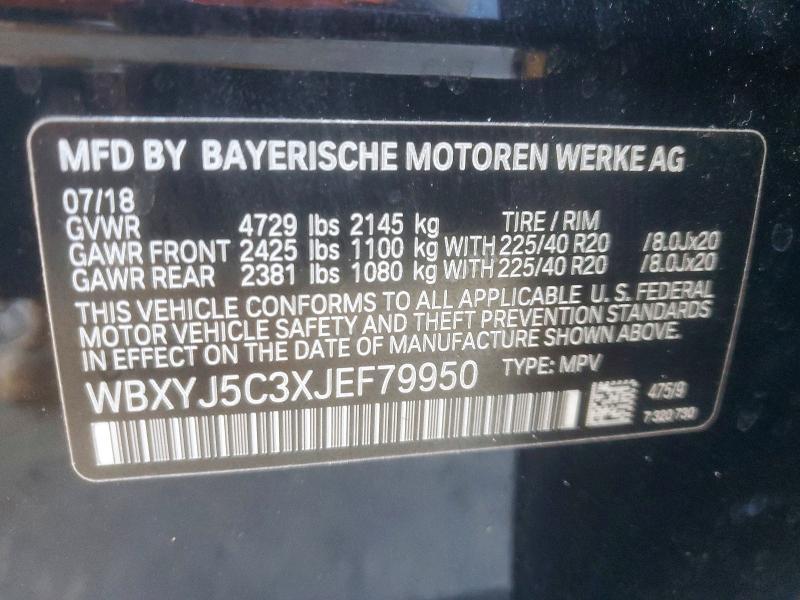 MFD BY BAYERISCHE MOTOREN WERKE AG
07/18
GVWR 4729 lbs 2145 kg TIRE / RIM
GAWR FRONT 2425 lbs 1100 kg WITH 225/40 R20 /8.0Jx20
GAWR REAR 2381 lbs 1080 kg WITH 225/40 R20 /8.0Jx20
THIS VEHICLE CONFORMS TO ALL APPLICABLE U. S. FEDERAL
MOTOR VEHICLE SAFETY AND THEFT PREVENTION STANDARDS
IN EFFECT ON THE DATE OF MANUFACTURE SHOWN ABOVE.
WBXYJ5C3XJEF79950 TYPE: MPV
475/9
7 320 730